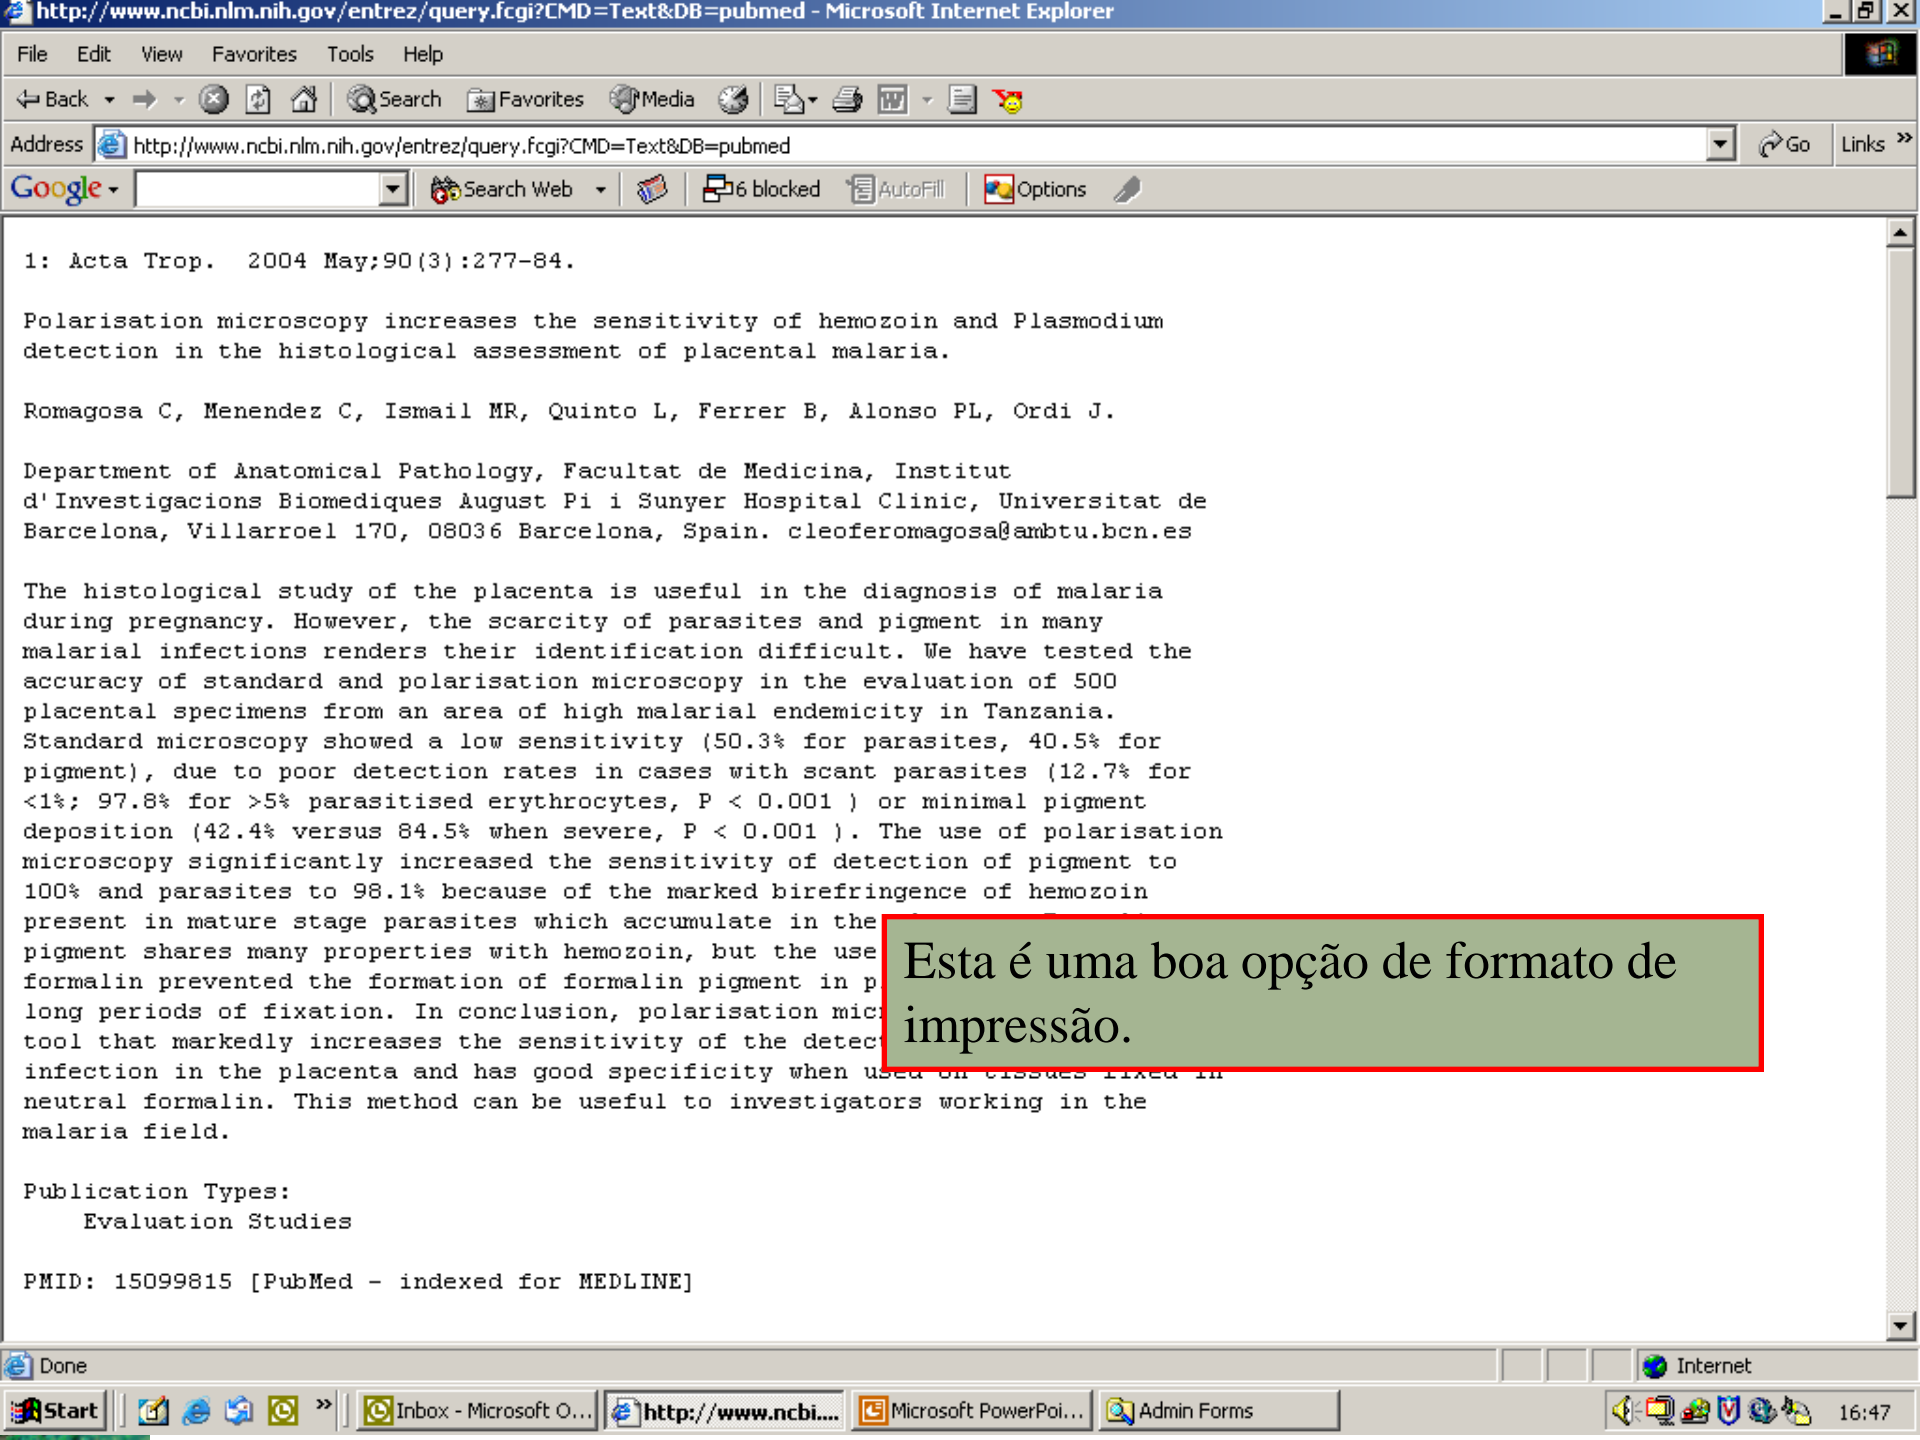 http://www.ncbi.nlm.nih.gov/entrez/query.fcgi?CMD=Text&DB=pubmed - Microsoft Internet Explorer
File Edit View Favorites Tools Help
Back Search Favorites Media
Address http://www.ncbi.nlm.nih.gov/entrez/query.fcgi?CMD=Text&DB=pubmed Go Links »
Google Search Web 6 blocked AutoFill Options
1: Acta Trop. 2004 May;90(3):277-84.
Polarisation microscopy increases the sensitivity of hemozoin and Plasmodium
detection in the histological assessment of placental malaria.
Romagosa C, Menendez C, Ismail MR, Quinto L, Ferrer B, Alonso PL, Ordi J.
Department of Anatomical Pathology, Facultat de Medicina, Institut
d'Investigacions Biomediques August Pi i Sunyer Hospital Clinic, Universitat de
Barcelona, Villarroel 170, 08036 Barcelona, Spain. cleoferomagosa@ambtu.bcn.es
The histological study of the placenta is useful in the diagnosis of malaria
during pregnancy. However, the scarcity of parasites and pigment in many
malarial infections renders their identification difficult. We have tested the
accuracy of standard and polarisation microscopy in the evaluation of 500
placental specimens from an area of high malarial endemicity in Tanzania.
Standard microscopy showed a low sensitivity (50.3% for parasites, 40.5% for
pigment), due to poor detection rates in cases with scant parasites (12.7% for
<1%; 97.8% for >5% parasitised erythrocytes, P < 0.001 ) or minimal pigment
deposition (42.4% versus 84.5% when severe, P < 0.001 ). The use of polarisation
microscopy significantly increased the sensitivity of detection of pigment to
100% and parasites to 98.1% because of the marked birefringence of hemozoin
present in mature stage parasites which accumulate in the
pigment shares many properties with hemozoin, but the use
formalin prevented the formation of formalin pigment in
long periods of fixation. In conclusion, polarisation
tool that markedly increases the sensitivity of the
infection in the placenta and has good specificity when used on tissues fixed in
neutral formalin. This method can be useful to investigators working in the
malaria field.
Esta é uma boa opção de formato de
impressão.
Publication Types:
Evaluation Studies
PMID: 15099815 [PubMed - indexed for MEDLINE]
Done Internet
Start » Inbox - Microsoft O... http://www.ncbi.... Microsoft PowerPoi... Admin Forms 16:47